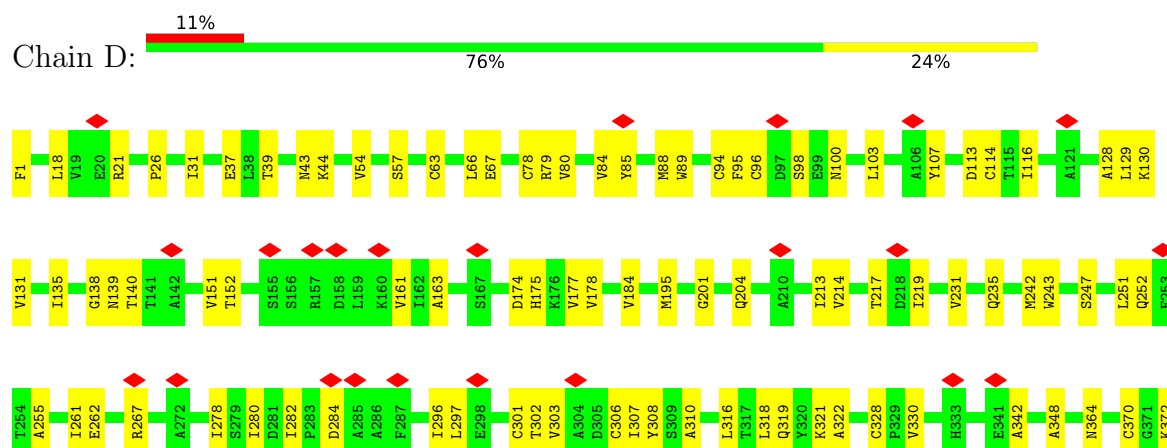 11%
Chain D:
76% 24%
F1 L18 V19 E20 R21 P26 I31 E37 L38 T39 N43 K44 V54 S57 C63 L66 E67 C78 R79 V80 V84 Y85 M88 W89 C94 F95 C96 D97 S98 E99 N100 L103 A106 Y107 D113 C114 T115 I116 A121 A128 L129 K130
V131 I135 G138 N139 T140 T141 A142 V151 T152 S155 S156 R157 D158 L159 K160 V161 I162 A163 S167 D174 H175 K176 V177 V178 V184 M195 G201 Q204 A210 I213 V214 T217 D218 I219 V231 Q235 M242 W243 S247 L251 Q252 E253
T254 A255 I261 E262 R267 A272 I278 S279 I280 D281 I282 P283 D284 A285 A286 F287 I296 L297 E298 C301 T302 V303 A304 D305 C306 I307 Y308 S309 A310 L316 T317 L318 Q319 Y320 K321 A322 C328 P329 V330 H333 E341 A342 A348 N364 C370 G371